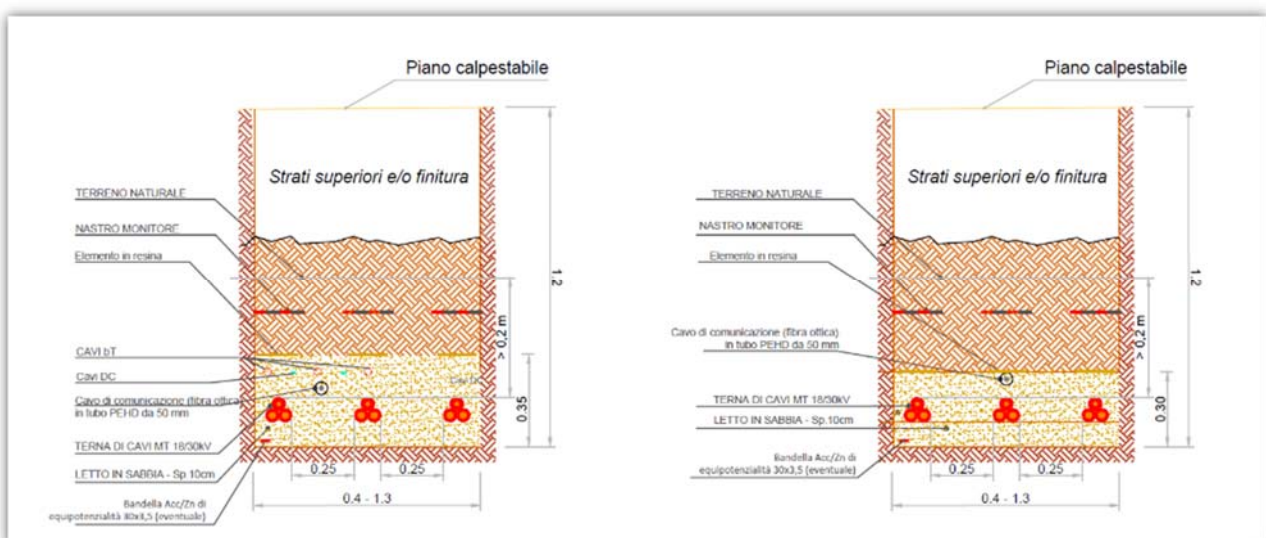 Piano calpestabile
Strati superiori e/o finitura
TERRENO NATURALE
NASTRO MONITORE
Elemento in resina
CAVI bT
Cavi DC
Cavi DC
Cavo di comunicazione (fibra ottica)
in tubo PEHD da 50 mm
TERNA DI CAVI MT 18/30kV
LETTO IN SABBIA - Sp 10cm
Bandella Acc/Zn di
equipotenzialità 30x3,5 (eventuale)
1.2
> 0,2 m
0.35
0.25
0.25
0.4 - 1.3
Piano calpestabile
Strati superiori e/o finitura
TERRENO NATURALE
NASTRO MONITORE
Elemento in resina
Cavo di comunicazione (fibra ottica)
in tubo PEHD da 50 mm
TERNA DI CAVI MT 18/30kV
LETTO IN SABBIA - Sp.10cm
Bandella Acc/Zn di
equipotenzialità 30x3,5 (eventuale)
1.2
> 0,2 m
0.30
0.25
0.25
0.4 - 1.3